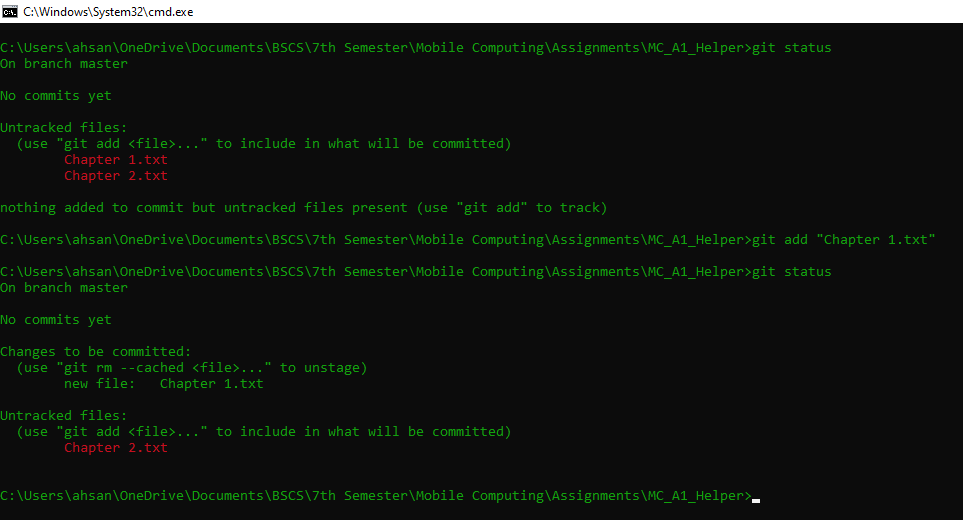 C:\Windows\System32\cmd.exe
C:\Users\ahsan\OneDrive\Documents\BSCS\7th Semester\Mobile Computing\Assignments\MC_A1_Helper>git status
On branch master
No commits yet
Untracked files:
  (use "git add <file>..." to include in what will be committed)
        Chapter 1.txt
        Chapter 2.txt
nothing added to commit but untracked files present (use "git add" to track)
C:\Users\ahsan\OneDrive\Documents\BSCS\7th Semester\Mobile Computing\Assignments\MC_A1_Helper>git add "Chapter 1.txt"
C:\Users\ahsan\OneDrive\Documents\BSCS\7th Semester\Mobile Computing\Assignments\MC_A1_Helper>git status
On branch master
No commits yet
Changes to be committed:
  (use "git rm --cached <file>..." to unstage)
        new file:   Chapter 1.txt
Untracked files:
  (use "git add <file>..." to include in what will be committed)
        Chapter 2.txt
C:\Users\ahsan\OneDrive\Documents\BSCS\7th Semester\Mobile Computing\Assignments\MC_A1_Helper>